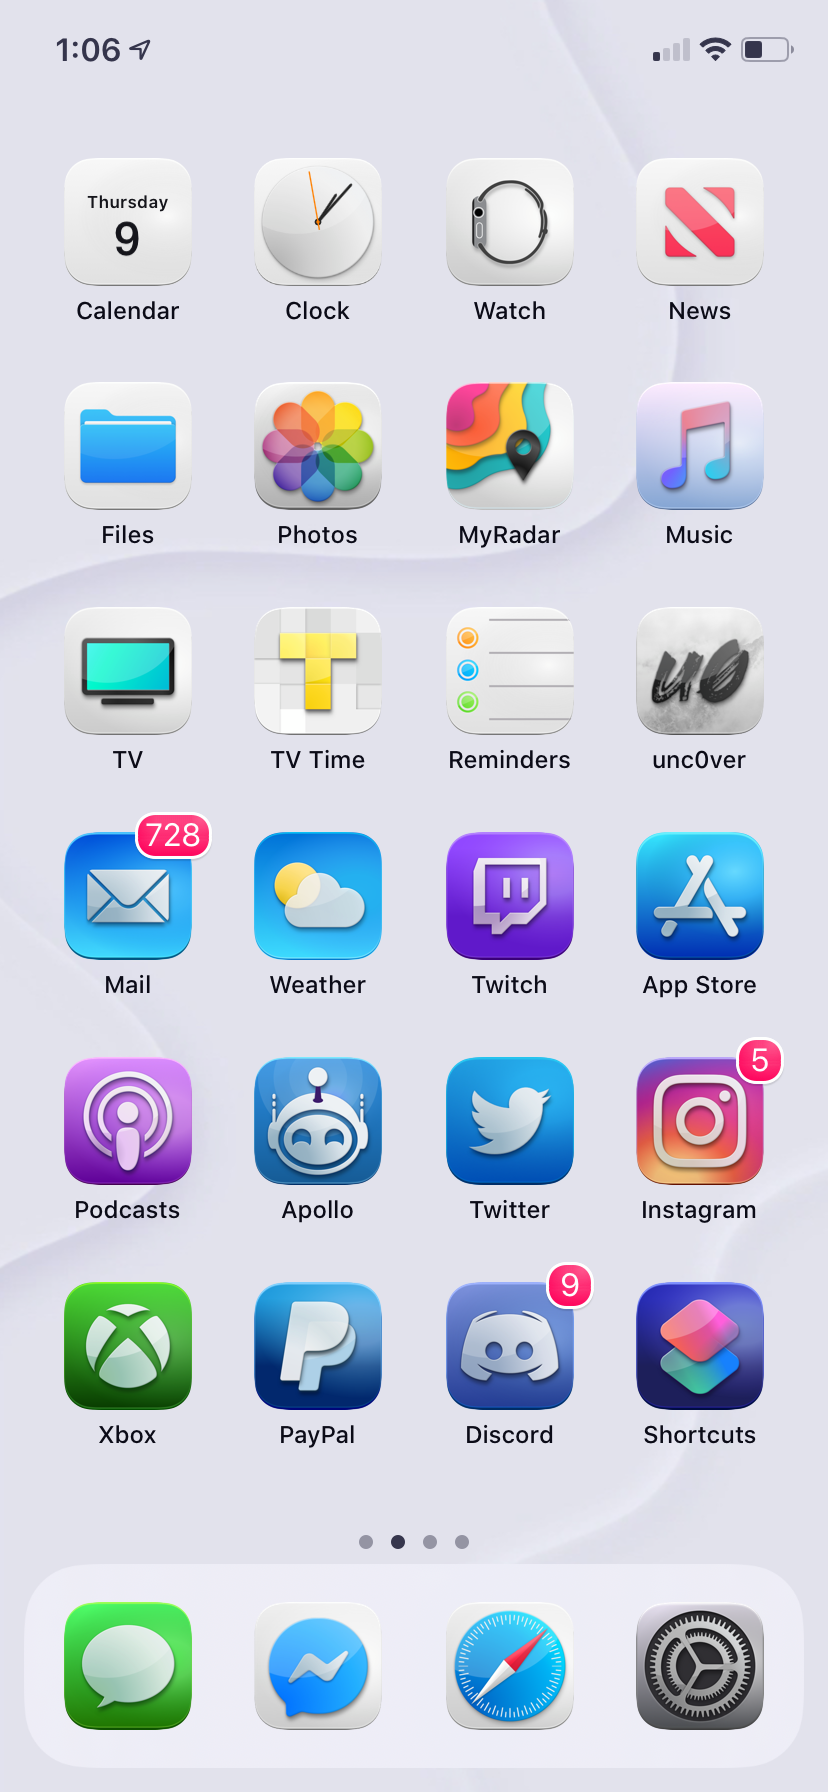 1:06
Thursday
9
Calendar
Clock
Watch
News
Files
Photos
MyRadar
Music
T
uo
TV
TV Time
Reminders
unc0ver
728
Mail
Weather
Twitch
App Store
5
Podcasts
Apollo
Twitter
Instagram
9
Xbox
PayPal
Discord
Shortcuts